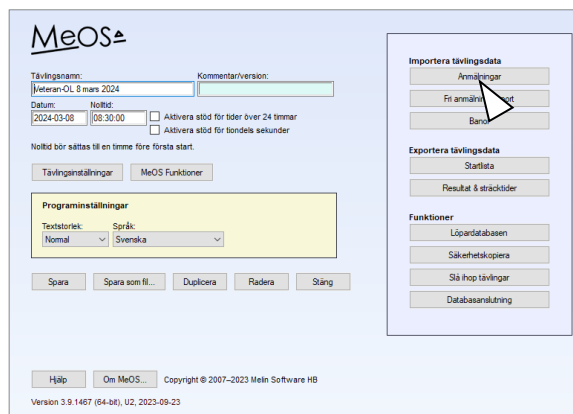 MeOS
Tävlingsnamn:
Kommentar/version:
Veteran-OL 8 mars 2024
Datum:
Nolltid:
2024-03-08
08:30:00
Aktivera stöd för tider över 24 timmar
Aktivera stöd för tiondels sekunder
Nolltid bör sättas till en timme före första start.
Tävlingsinställningar
MeOS Funktioner
Programinställningar
Textstorlek:
Språk:
Normal
Svenska
Spara
Spara som fil...
Duplicera
Radera
Stäng
Hjälp
Om MeOS...
Copyright © 2007–2023 Melin Software HB
Version 3.9.1467 (64-bit), U2, 2023-09-23
Importera tävlingsdata
Anmälningar
Fri
Banor
Exportera tävlingsdata
Startlista
Resultat & sträcktider
Funktioner
Löpardatabasen
Säkerhetskopiera
Slå ihop tävlingar
Databasanslutning